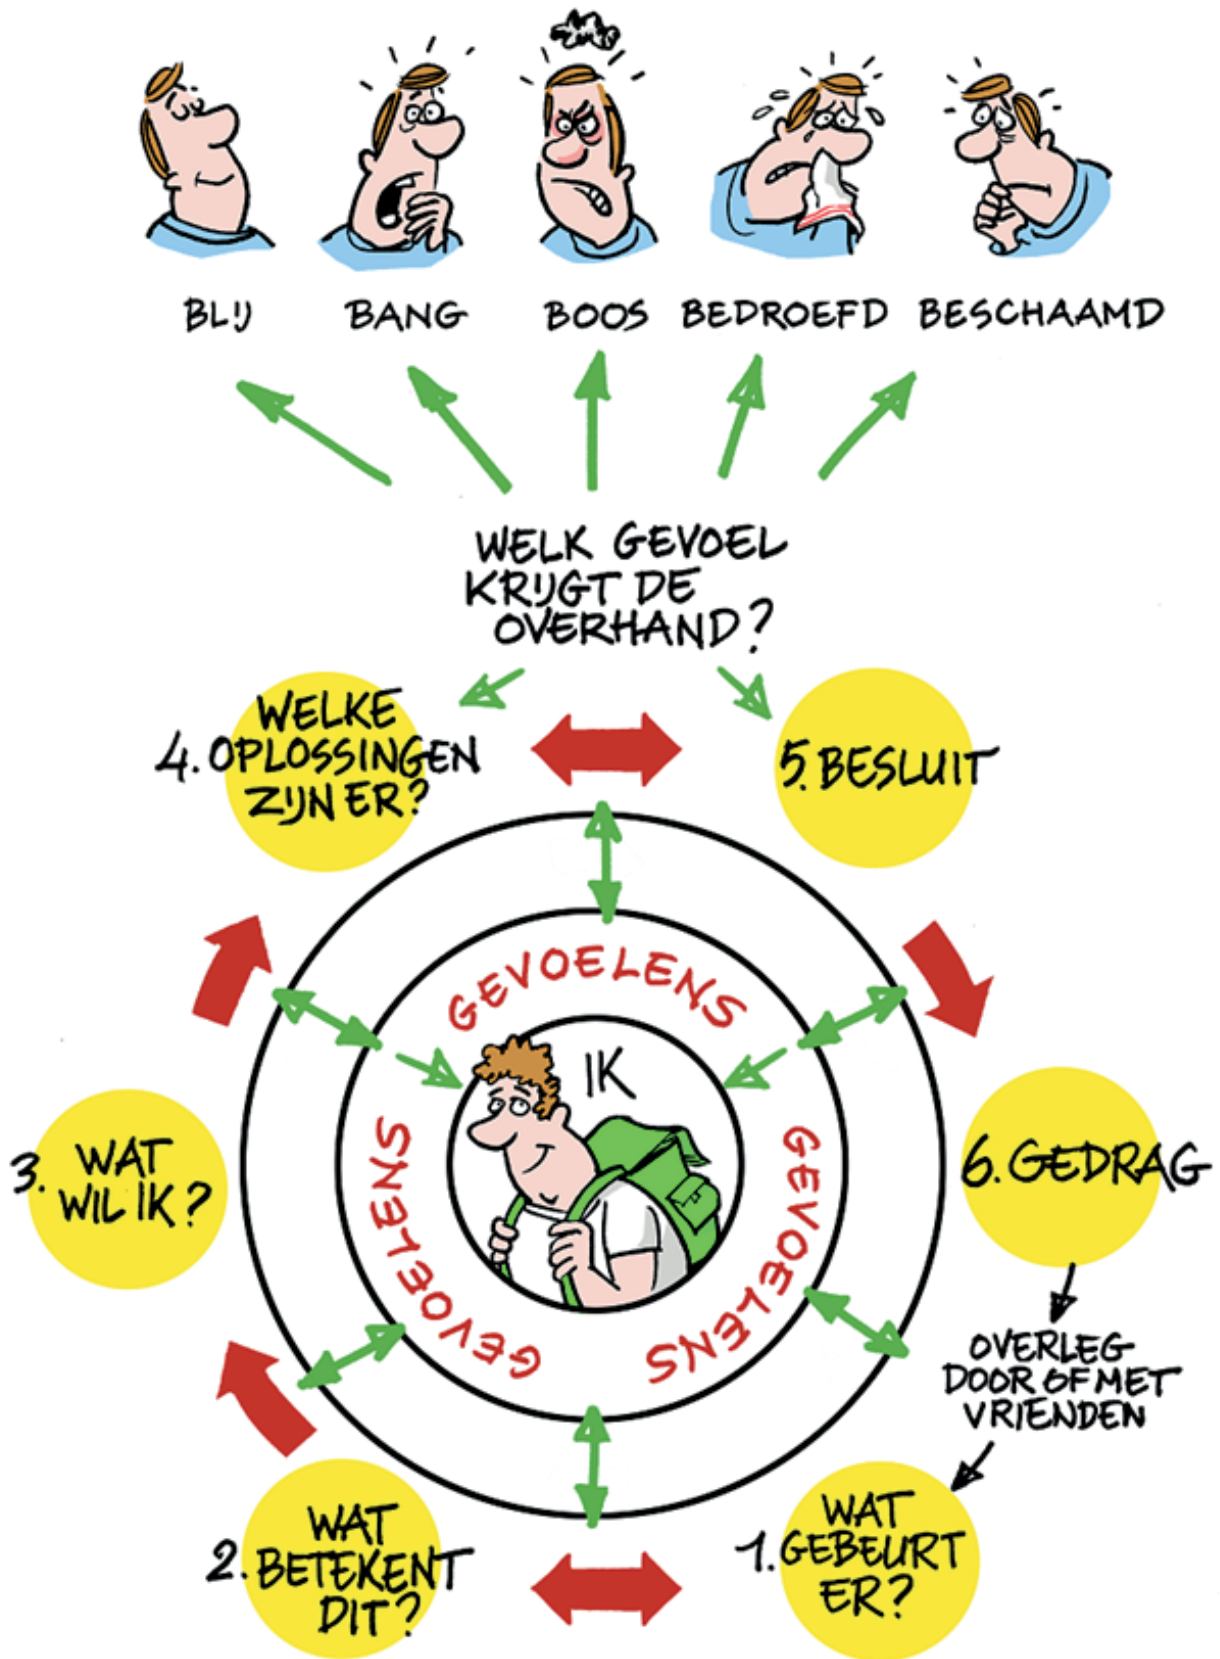 BLIJ
BANG
BOOS
BEDROEFD
BESCHAAMD
WELK GEVOEL
KRIJGT DE
OVERHAND?
WELKE
4. OPLOSSINGEN
ZIJN ER?
5. BESLUIT
GEVOELENS
IK
GEVOELENS
GEVOELENS
3. WAT
WIL IK?
6. GEDRAG
OVERLEG
DOOR OF MET
VRIENDEN
WAT
2. BETEKENT
DIT?
WAT
1. GEBEURT
ER?